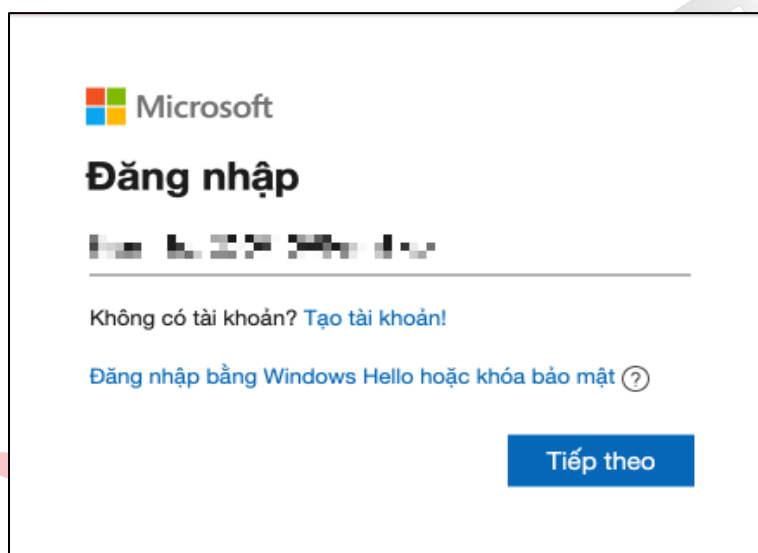 Microsoft
Đăng nhập
Không có tài khoản? Tạo tài khoản!
Đăng nhập bằng Windows Hello hoặc khóa bảo mật ?
Tiếp theo